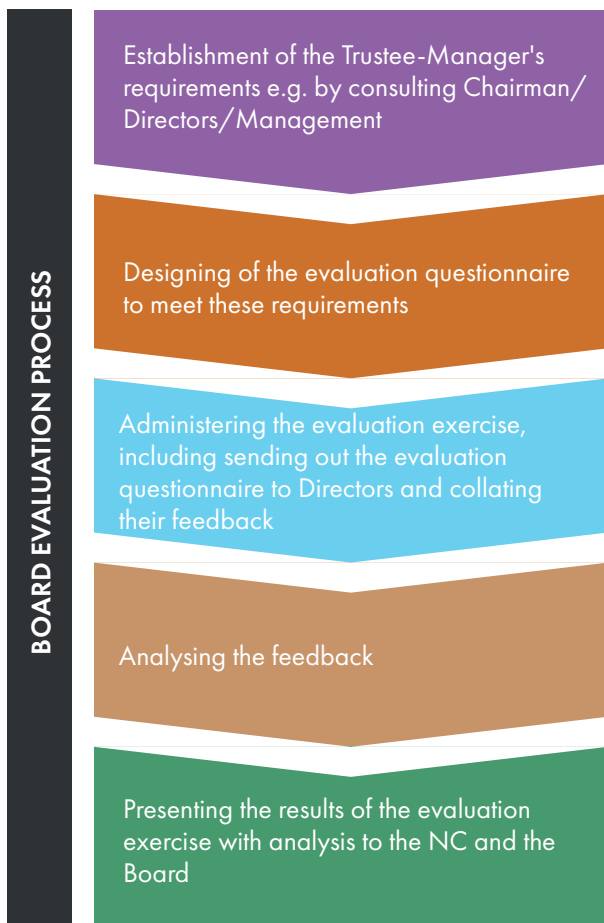 BOARD EVALUATION PROCESS
Establishment of the Trustee-Manager's
requirements e.g. by consulting Chairman/
Directors/Management
Designing of the evaluation questionnaire
to meet these requirements
Administering the evaluation exercise,
including sending out the evaluation
questionnaire to Directors and collating
their feedback
Analysing the feedback
Presenting the results of the evaluation
exercise with analysis to the NC and the
Board